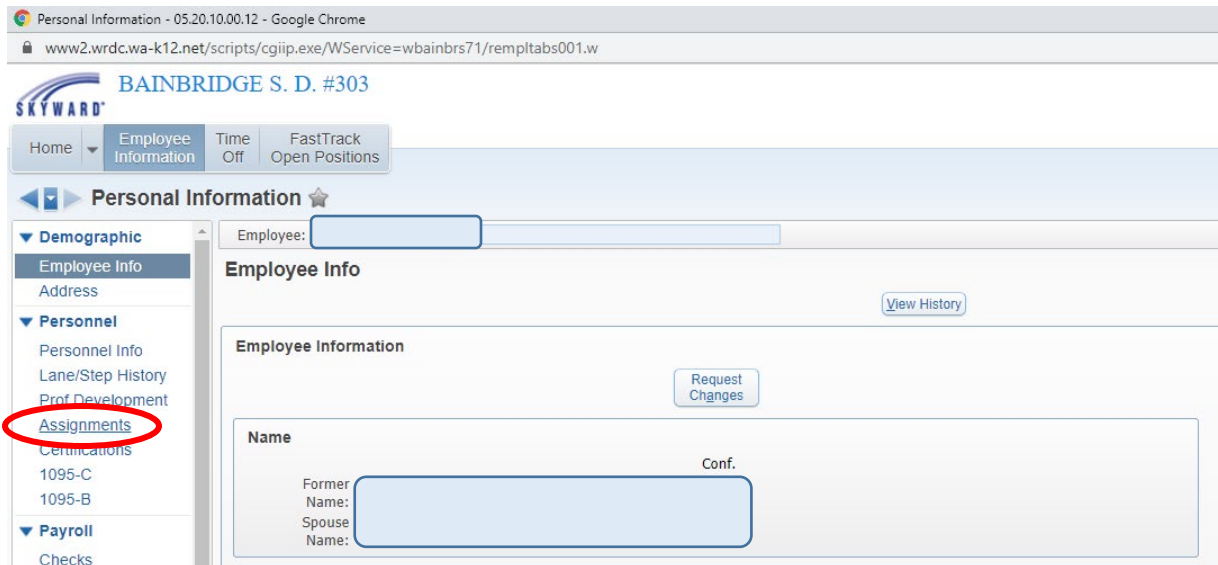 Personal Information - 05.20.10.00.12 - Google Chrome
www2.wrdc.wa-k12.net/scripts/cgiip.exe/WService=wbainbrs71/rempltabs001.w
SKYWARD
BAINBRIDGE S. D. #303
Home
Employee Information
Time Off
FastTrack Open Positions
Personal Information
Demographic
Employee Info
Address
Personnel
Personnel Info
Lane/Step History
Prof Development
Assignments
Certifications
1095-C
1095-B
Payroll
Checks
Employee:
Employee Info
View History
Employee Information
Request
Changes
Name
Conf.
Former
Name:
Spouse
Name: